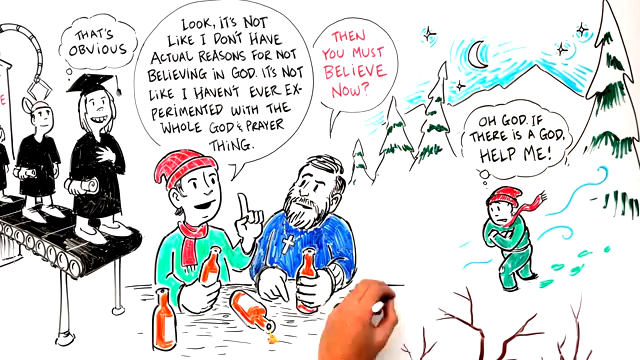 THAT'S
OBVIOUS
LOOK, IT'S NOT
LIKE I DON'T HAVE
ACTUAL REASONS FOR NOT
BELIEVING IN GOD. IT'S NOT
LIKE I HAVEN'T EVER EX-
PERIMENTED WITH THE
WHOLE GOD & PRAYER
THING.
THEN
YOU MUST
BELIEVE
NOW?
OH GOD. IF
THERE IS A GOD,
HELP ME!